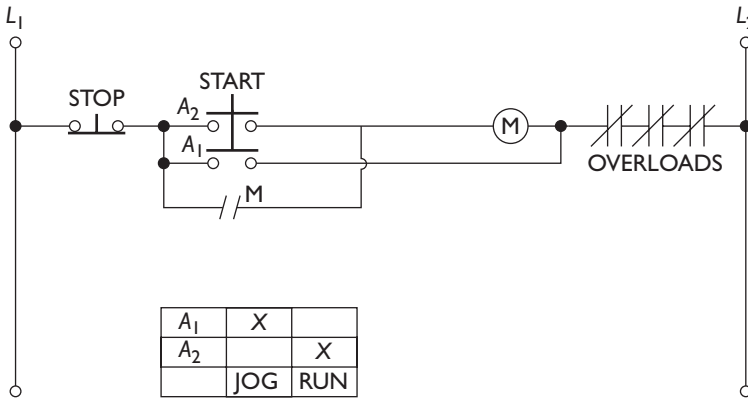 L1
L2
START
STOP
A2
M
A1
OVERLOADS
M
A1 X
A2 X
JOG RUN